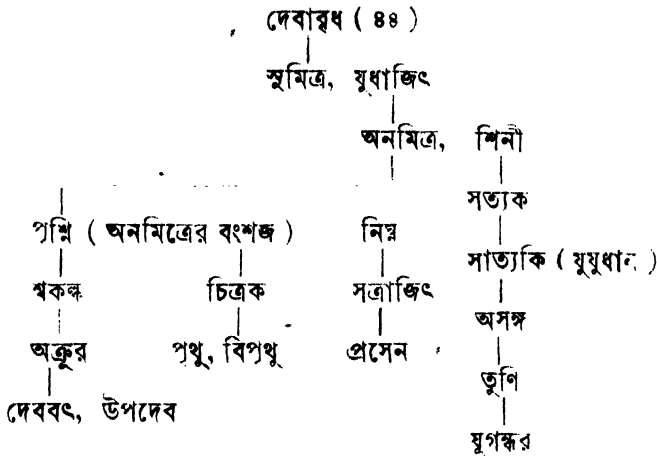 দেবাবৃধ ( ৪৪ )
সুমিত্র, যুধাজিৎ
অনমিত্র, শিনী
সত্যক
পৃশ্নি ( অনমিত্রের বংশজ ) নিঘ্ন
সাত্যকি ( যুযুধান )
শ্বফল্ক চিত্রক সত্রাজিৎ
অসঙ্গ
অক্রূর পৃথু, বিপৃথু প্রসেন
তুণি
দেববৎ, উপদেব
যুগন্ধর